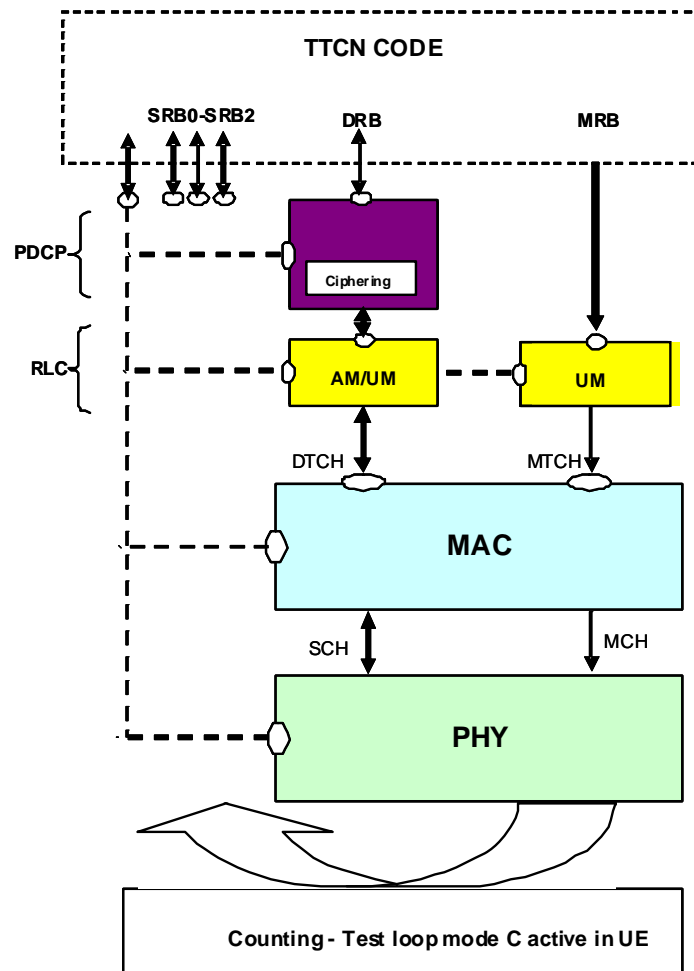 TTCN CODE
SRB0-SRB2
DRB
MRB
PDCP
Ciphering
RLC
AM/UM
UM
DTCH
MTCH
MAC
SCH
MCH
PHY
Counting - Test loop mode C active in UE